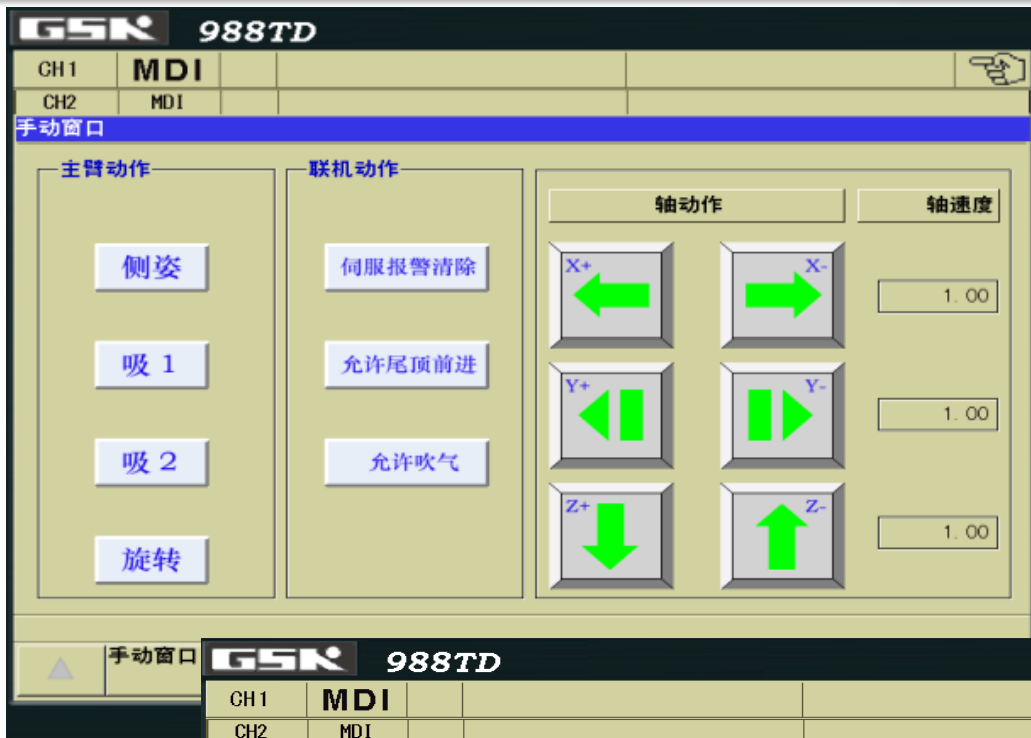 GSK 988TD
CH1 MDI
CH2 MDI
手动窗口
主臂动作 联机动作
轴动作 轴速度
侧姿 伺服报警清除 X+ X- 1.00
吸 1 允许尾顶前进 Y+ Y- 1.00
吸 2 允许吹气
Z+ Z- 1.00
旋转
手动窗口
GSK 988TD
CH1 MDI
CH2 MDI